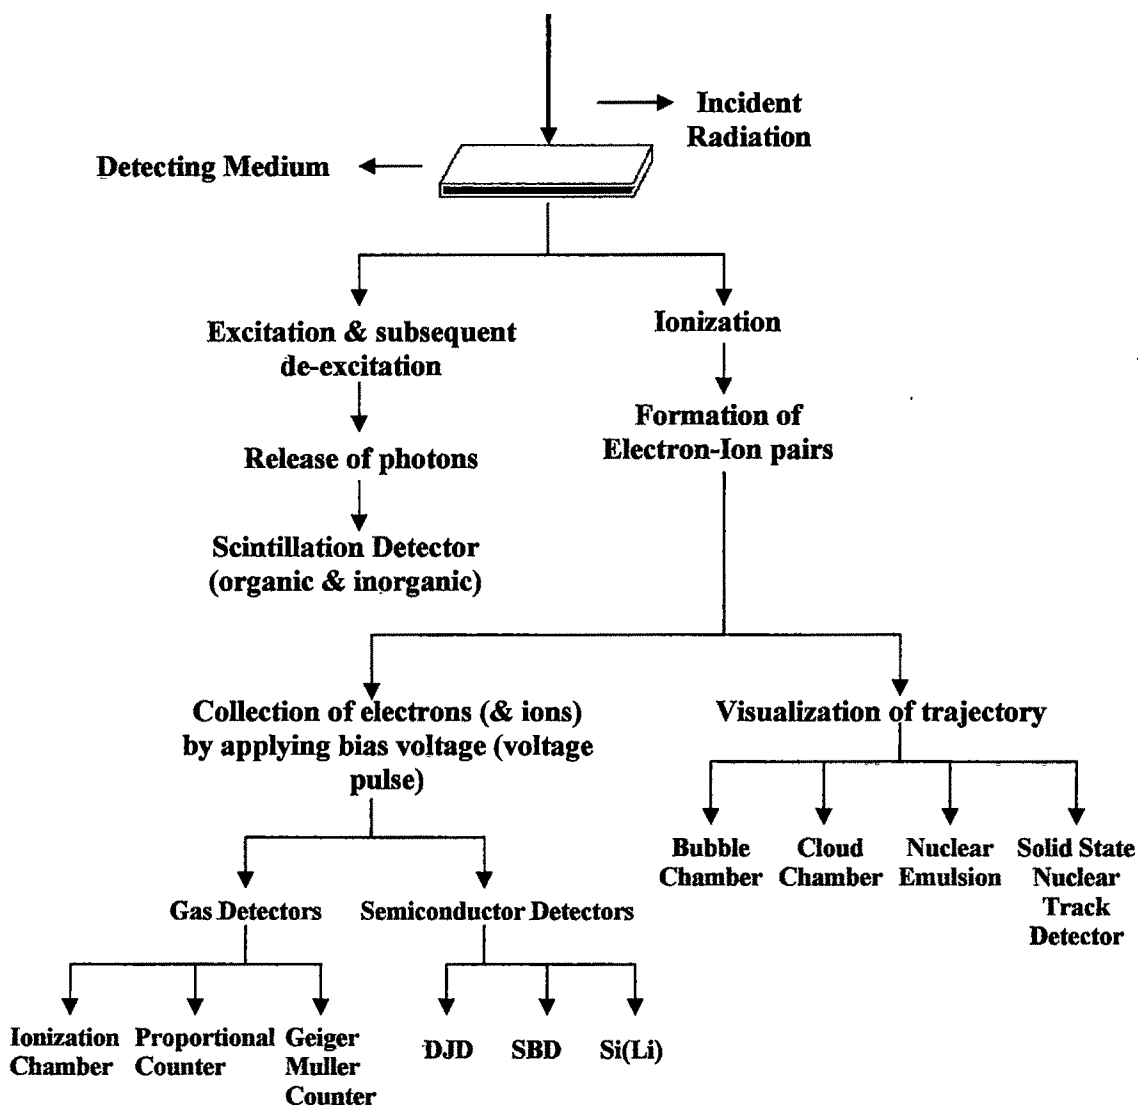 Incident
Radiation
Detecting Medium
Excitation & subsequent
de-excitation
Ionization
Formation of
Electron-Ion pairs
Release of photons
Scintillation Detector
(organic & inorganic)
Collection of electrons (& ions)
by applying bias voltage (voltage
pulse)
Visualization of trajectory
Bubble
Chamber
Cloud
Chamber
Nuclear
Emulsion
Solid State
Nuclear
Track
Detector
Gas Detectors
Semiconductor Detectors
Ionization
Chamber
Proportional
Counter
Geiger
Muller
Counter
DJD
SBD
Si(Li)